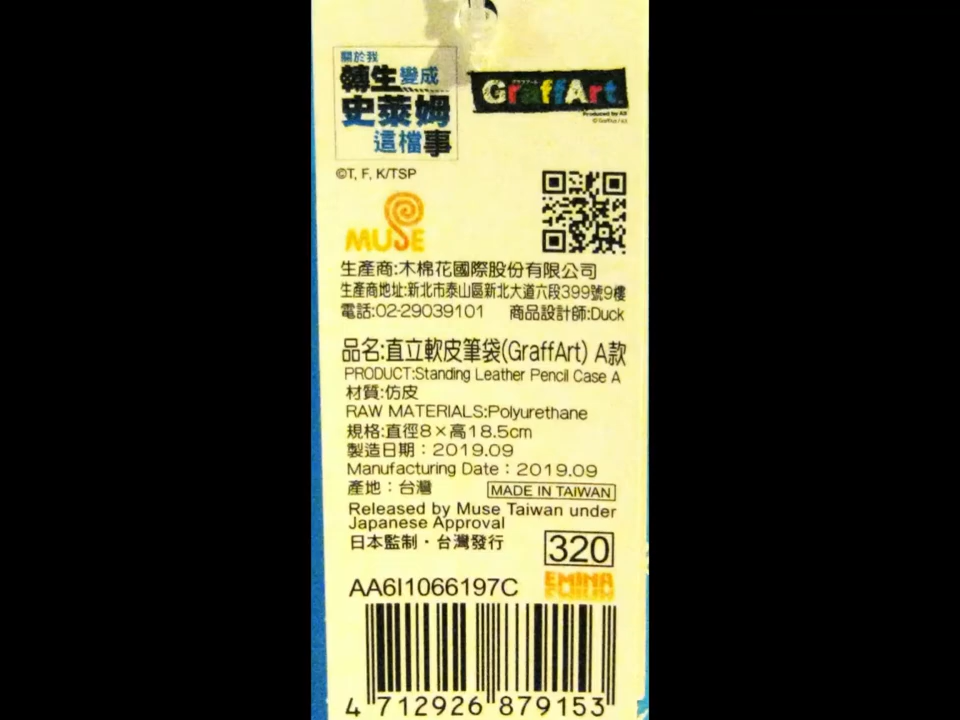 關於我
轉生變成
史萊姆
這檔事
GraffArt
Produced by A3
©T, F, K/TSP
MUSE
生產商:木棉花國際股份有限公司
生產商地址:新北市泰山區新北大道六段399號9樓
電話:02-29039101 商品設計師:Duck
品名:直立軟皮筆袋(GraffArt) A款
PRODUCT:Standing Leather Pencil Case A
材質:仿皮
RAW MATERIALS:Polyurethane
規格:直徑8×高18.5cm
製造日期：2019.09
Manufacturing Date：2019.09
產地：台灣 MADE IN TAIWAN
Released by Muse Taiwan under
Japanese Approval
日本監制・台灣發行
320
AA6I1066197C
4 712926 879153